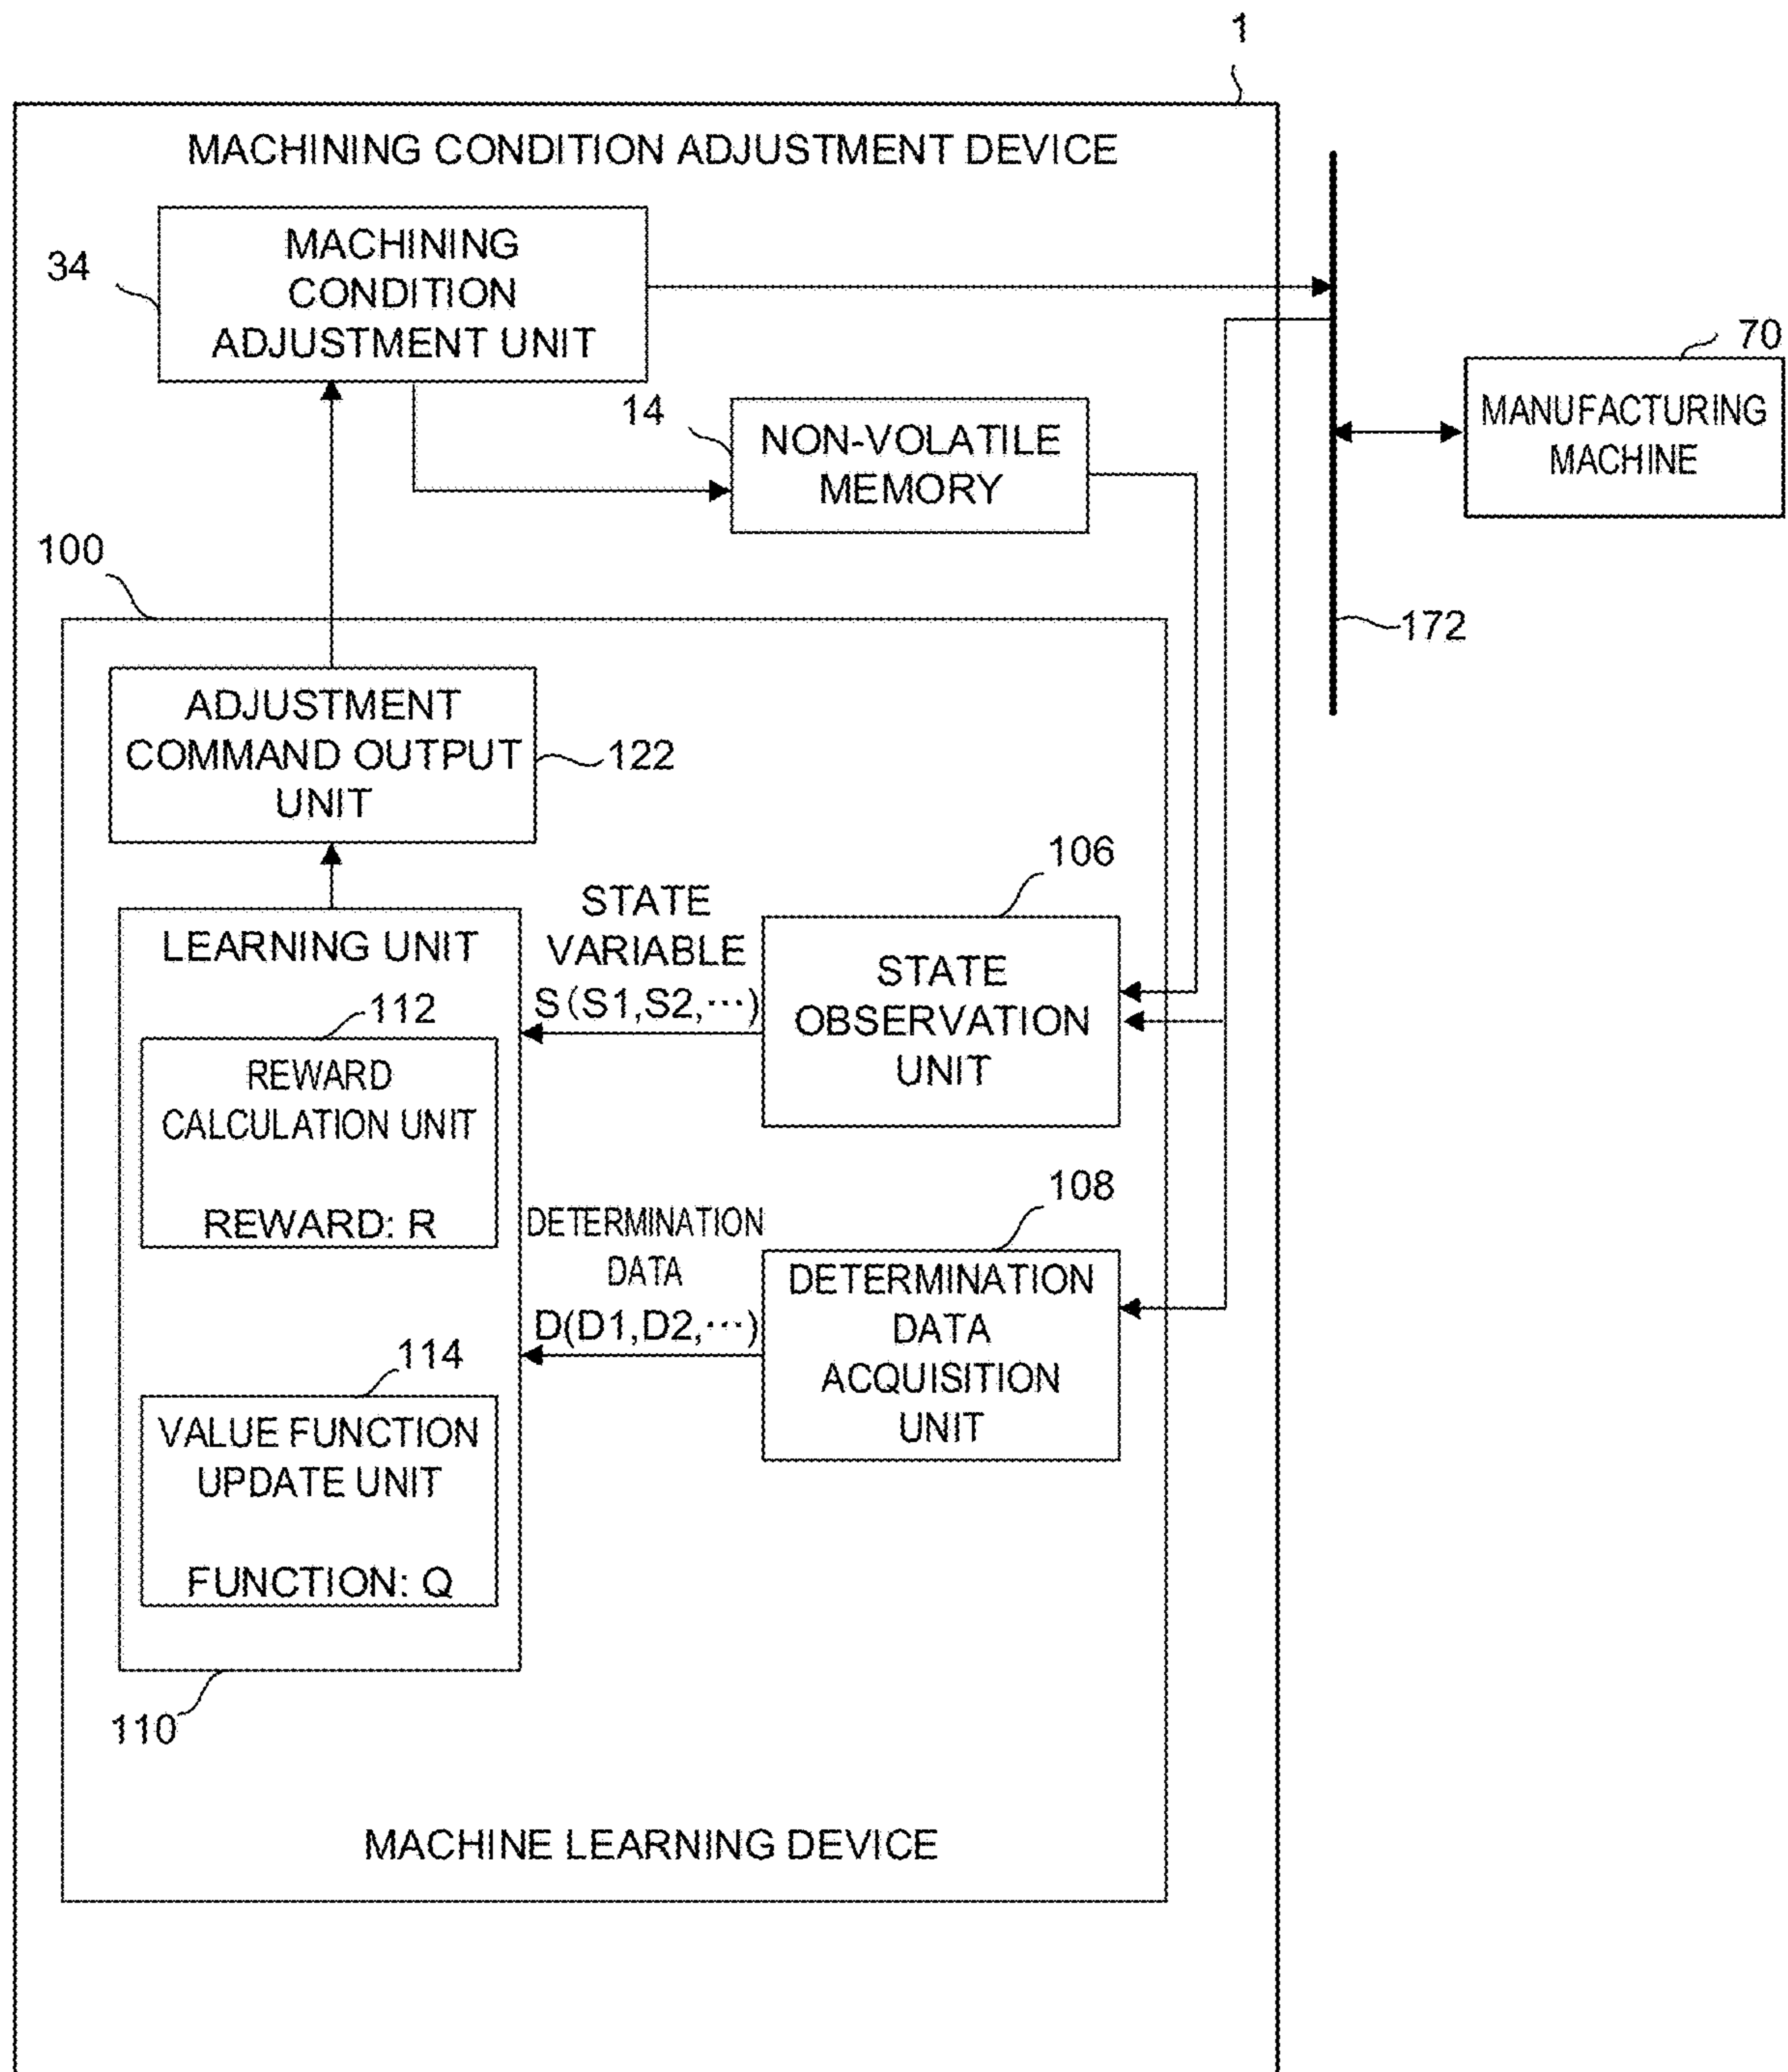 1
MACHINING CONDITION ADJUSTMENT DEVICE
34
MACHINING
CONDITION
ADJUSTMENT UNIT
70
MANUFACTURING
MACHINE
14
NON-VOLATILE
MEMORY
100
172
ADJUSTMENT
COMMAND OUTPUT
UNIT
122
106
STATE
VARIABLE
S(S1,S2,⋯)
STATE
OBSERVATION
UNIT
LEARNING UNIT
112
REWARD
CALCULATION UNIT
REWARD: R
108
DETERMINATION
DATA
D(D1,D2,⋯)
DETERMINATION
DATA
ACQUISITION
UNIT
114
VALUE FUNCTION
UPDATE UNIT
FUNCTION: Q
110
MACHINE LEARNING DEVICE